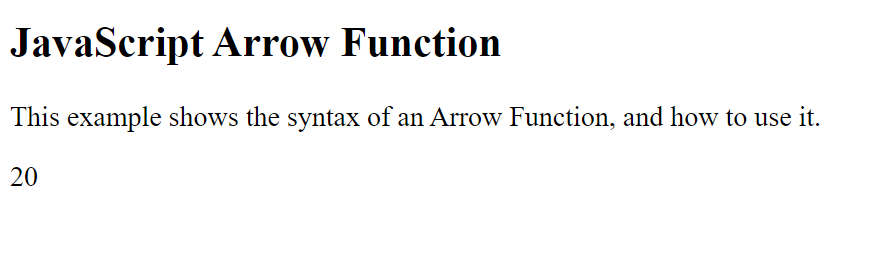 JavaScript Arrow Function
This example shows the syntax of an Arrow Function, and how to use it.
20